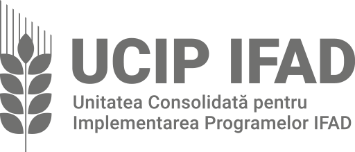 UCIP IFAD
Unitatea Consolidată pentru
Implementarea Programelor IFAD